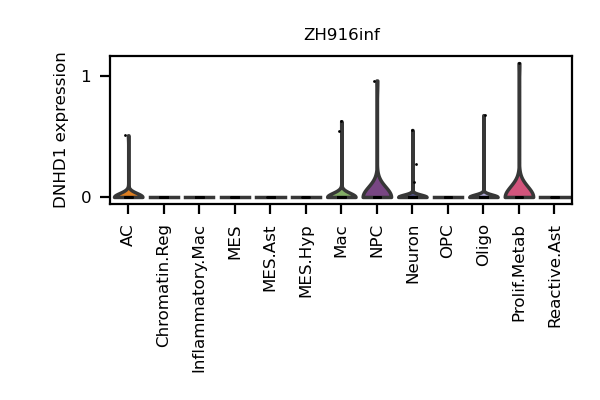 ZH916inf
DNHD1 expression
1
0
AC
Chromatin.Reg
Inflammatory.Mac
MES
MES.Ast
MES.Hyp
Mac
NPC
Neuron
OPC
Oligo
Prolif.Metab
Reactive.Ast